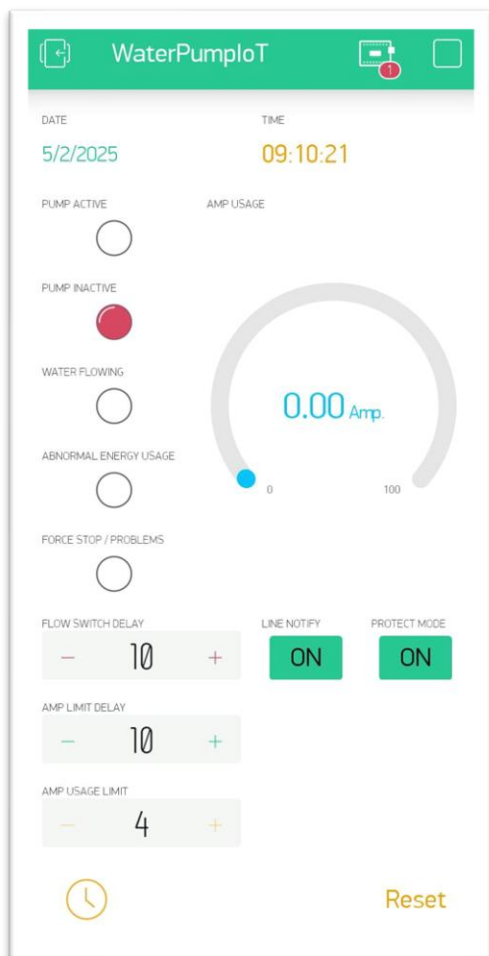 WaterPumpIoT
1
DATE TIME
5/2/2025 09:10:21
PUMP ACTIVE AMP USAGE
PUMP INACTIVE
WATER FLOWING
0.00 Amp.
ABNORMAL ENERGY USAGE
0 100
FORCE STOP / PROBLEMS
FLOW SWITCH DELAY LINE NOTIFY PROTECT MODE
— 10 + ON ON
AMP LIMIT DELAY
— 10 +
AMP USAGE LIMIT
— 4 +
Reset